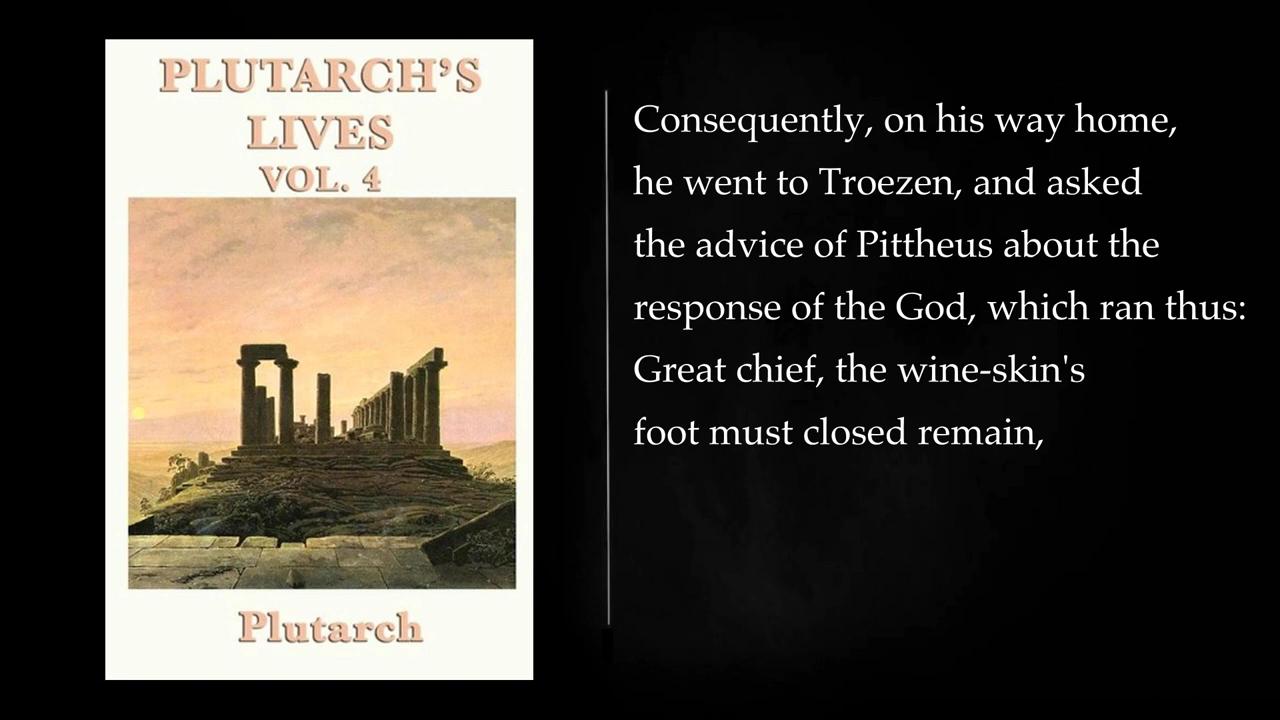 PLUTARCH'S
LIVES
VOL. 4
Plutarch
Consequently, on his way home,
he went to Troezen, and asked
the advice of Pittheus about the
response of the God, which ran thus:
Great chief, the wine-skin's
foot must closed remain,